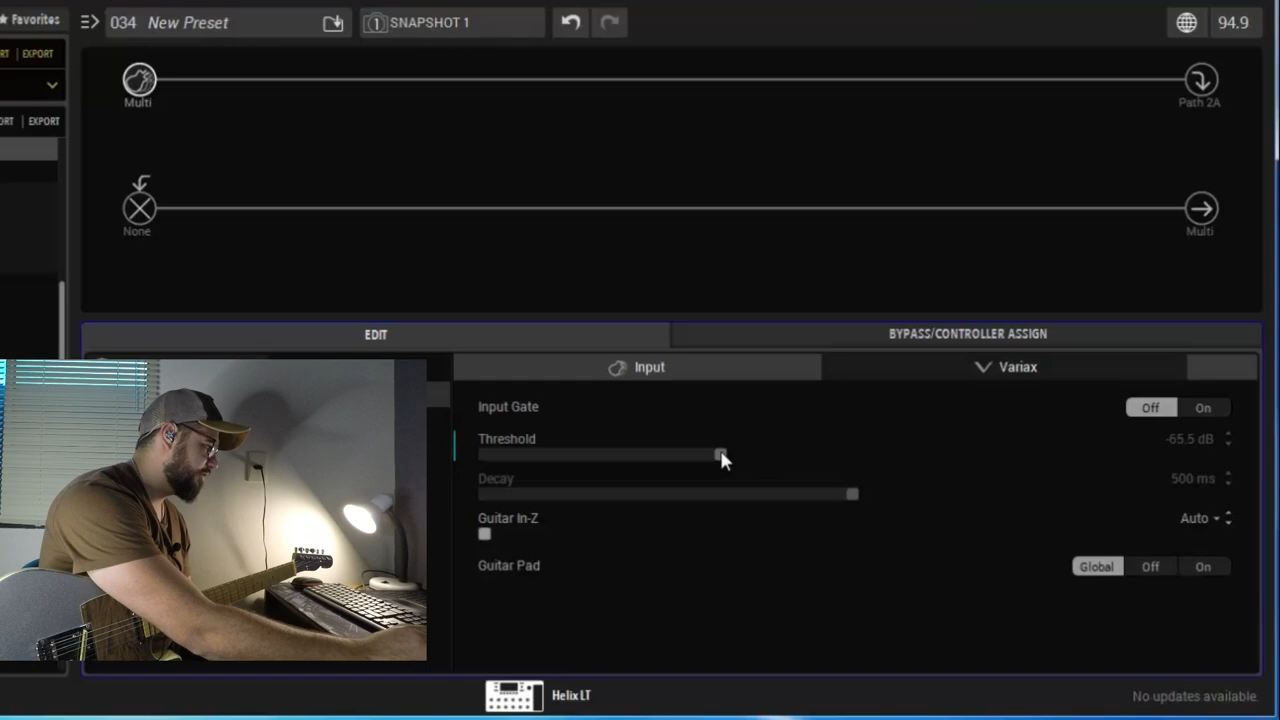 ★ Favorites
034 New Preset
1 SNAPSHOT 1
94.9
RT | EXPORT
ORT | EXPORT
Multi
Path 2A
None
Multi
EDIT
BYPASS/CONTROLLER ASSIGN
Input
Variax
Input Gate
Off
On
Threshold
-65.5 dB
Decay
500 ms
Guitar In-Z
Auto
Guitar Pad
Global
Off
On
Helix LT
No updates available.